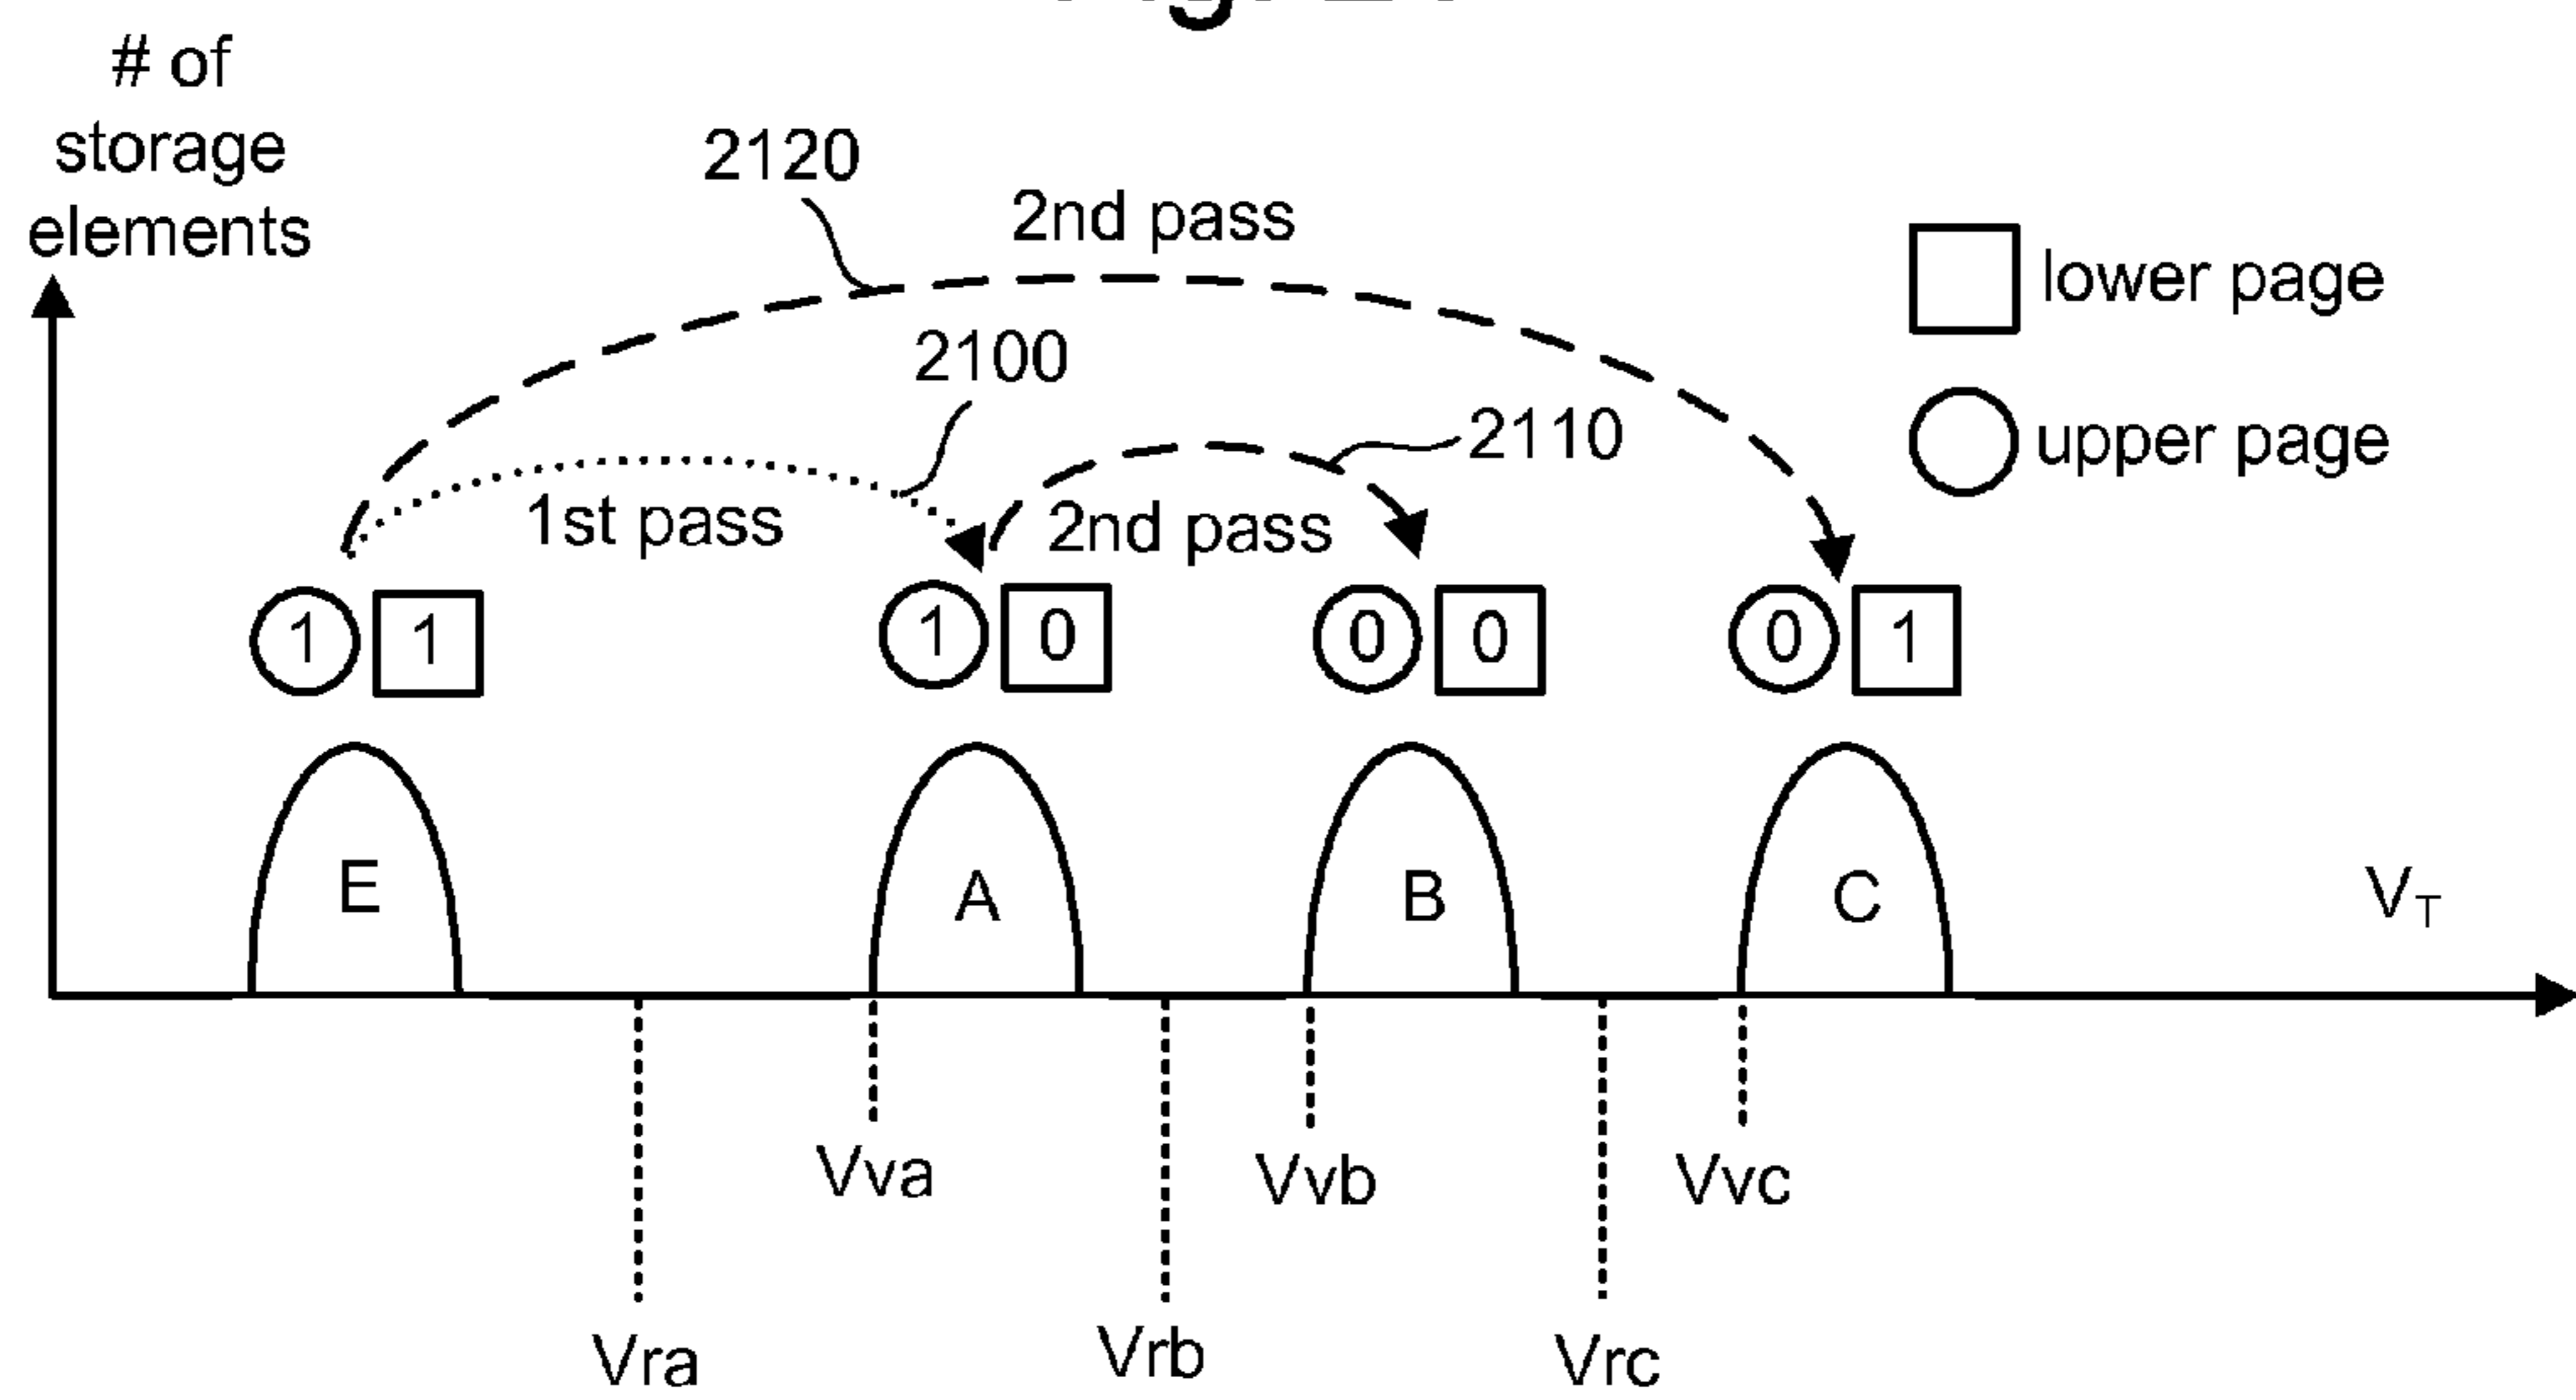 # of
storage
elements
2120
2nd pass
lower page
2100
2110
upper page
1st pass
2nd pass
1 1
1 0
0 0
0 1
E
A
B
C
VT
Vva
Vvb
Vvc
Vra
Vrb
Vrc